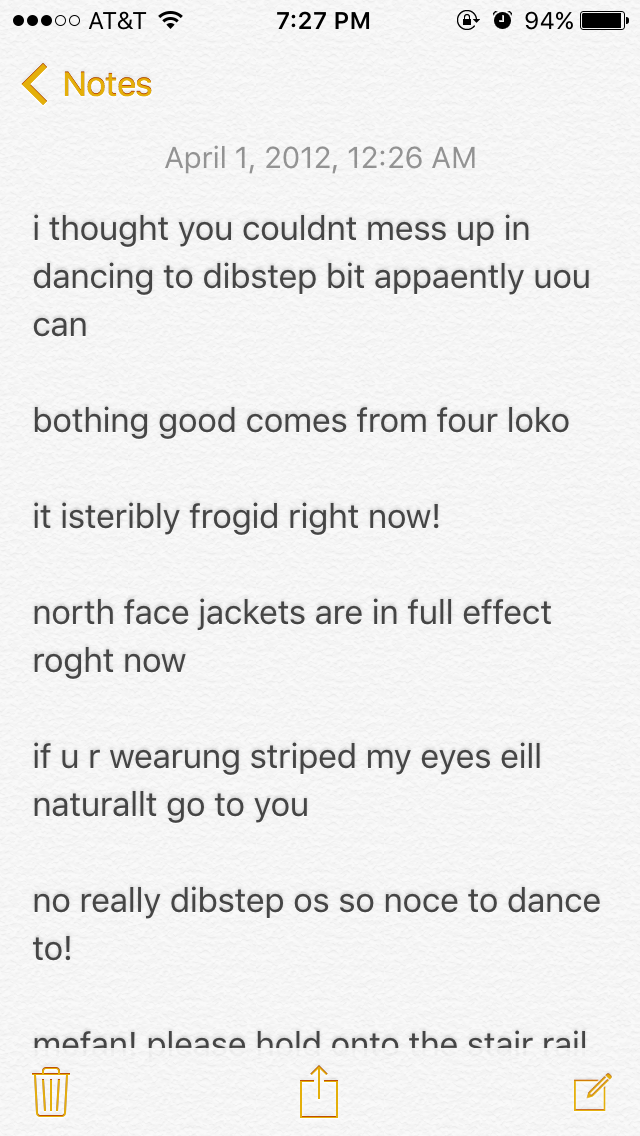 AT&T 7:27 PM 94%
Notes
April 1, 2012, 12:26 AM
i thought you couldnt mess up in
dancing to dibstep bit appaently uou
can
bothing good comes from four loko
it isteribly frogid right now!
north face jackets are in full effect
roght now
if u r wearung striped my eyes eill
naturallt go to you
no really dibstep os so noce to dance
to!
mefan! please hold onto the stair rail